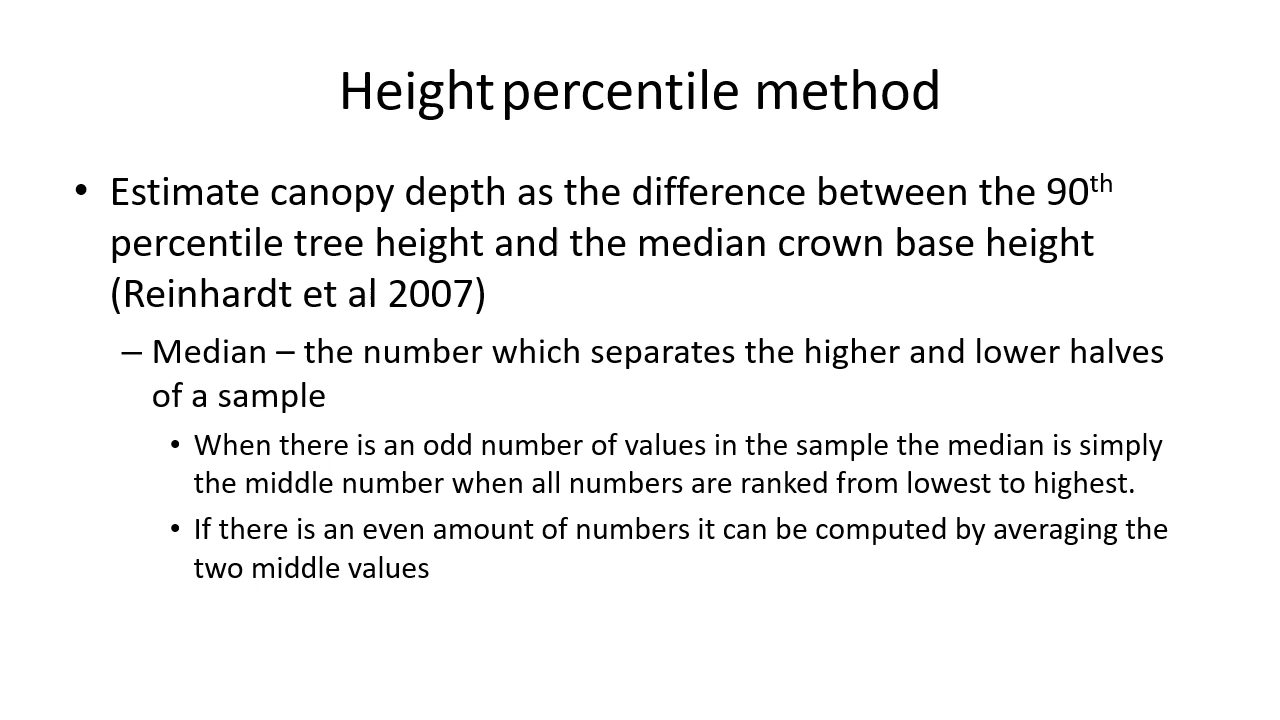 Height percentile method
• Estimate canopy depth as the difference between the 90th
percentile tree height and the median crown base height
(Reinhardt et al 2007)
– Median – the number which separates the higher and lower halves
of a sample
• When there is an odd number of values in the sample the median is simply
the middle number when all numbers are ranked from lowest to highest.
• If there is an even amount of numbers it can be computed by averaging the
two middle values